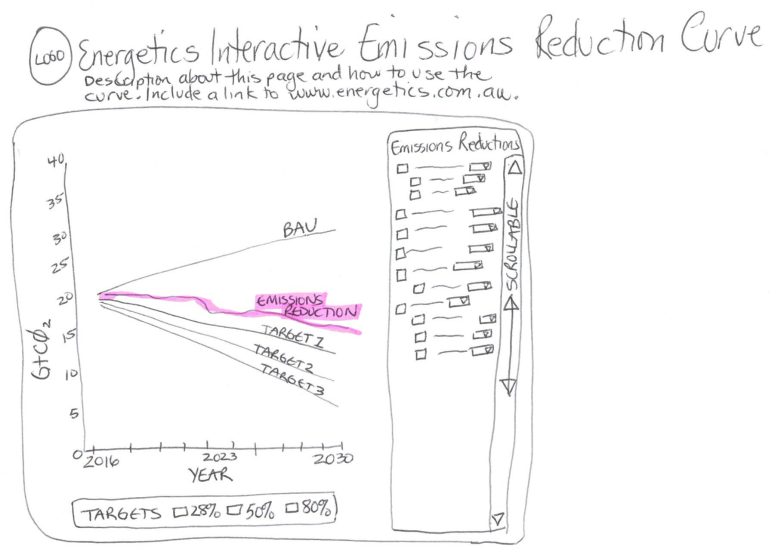 LOGO Energetics Interactive Emissions Reduction Curve
Description about this page and how to use the
curve. Include a link to www.energetics.com.au.
Emissions Reductions
SCROLLABLE
40
35
30
25
20
15
10
5
0
GtCO2
BAU
EMISSIONS
REDUCTION
TARGET 1
TARGET 2
TARGET 3
2016 2023 2030
YEAR
TARGETS 28% 50% 80%